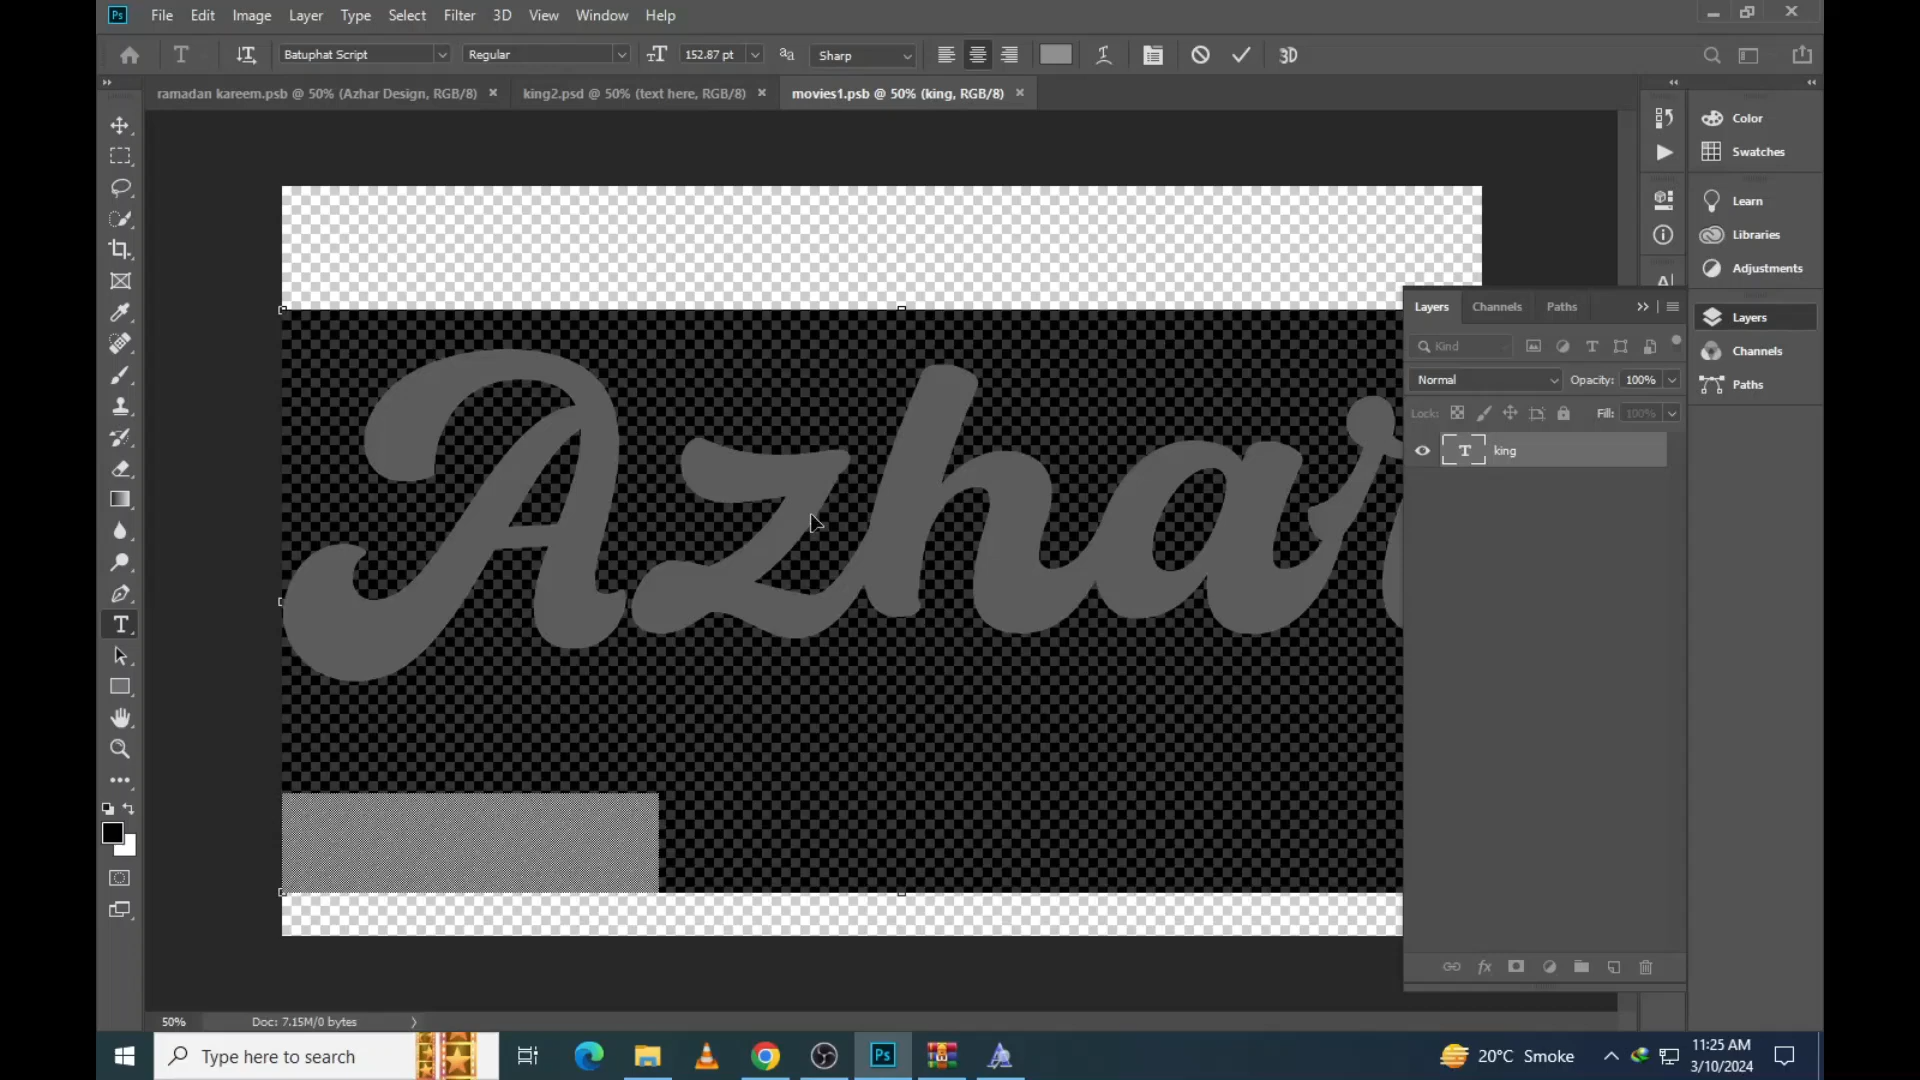 Ps File Edit Image Layer Type Select Filter 3D View Window Help
T Batuphat Script Regular 152.87 pt Sharp 3D
ramadan kareem.psb @ 50% (Azhar Design, RGB/8) × king2.psd @ 50% (text here, RGB/8) × movies1.psb @ 50% (king, RGB/8) ×
Color
Swatches
Learn
Libraries
Adjustments
Layers
Channels
Paths
Layers Channels Paths
Kind
Normal Opacity: 100%
Lock: Fill: 100%
T king
Azhar
fx
50% Doc: 7.15M/0 bytes
Type here to search
Ps
20°C Smoke
11:25 AM
3/10/2024